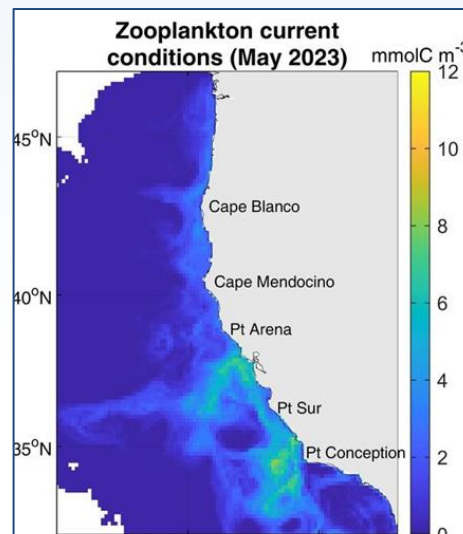 Zooplankton current
conditions (May 2023)
mmolC m⁻³
12
45°N
10
Cape Blanco
8
Cape Mendocino
40°N
6
Pt Arena
4
Pt Sur
35°N
Pt Conception
2
0